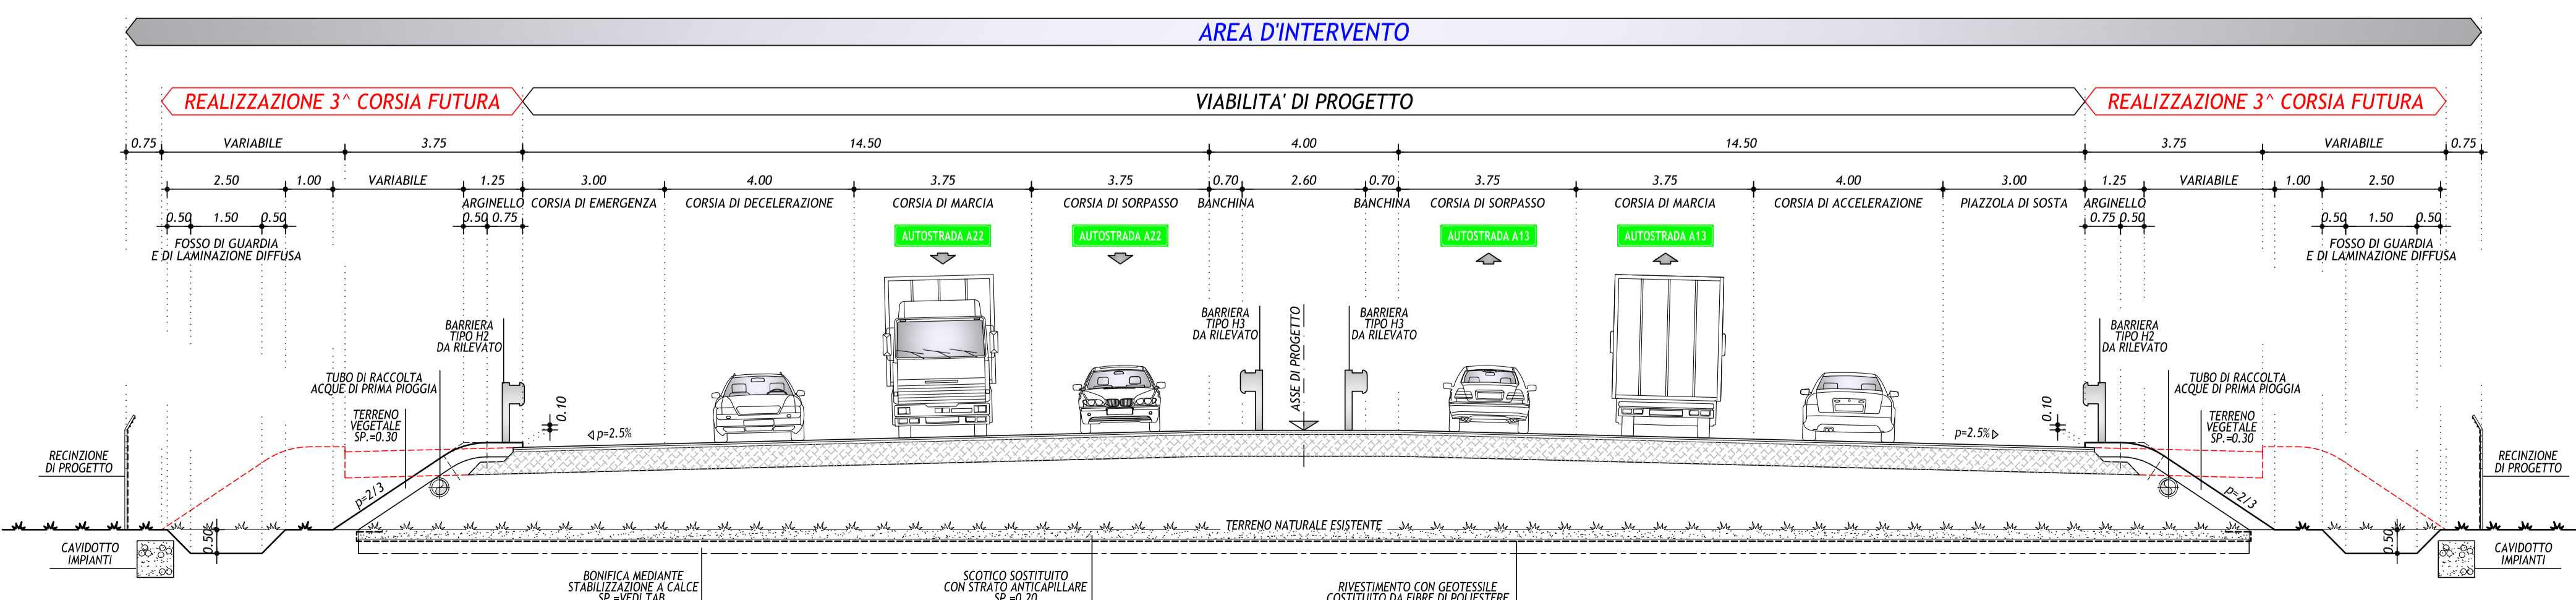 AREA D'INTERVENTO
REALIZZAZIONE 3^ CORSIA FUTURA
VIABILITA' DI PROGETTO
REALIZZAZIONE 3^ CORSIA FUTURA
0.75 VARIABILE 3.75 14.50 4.00 14.50 3.75 VARIABILE 0.75
2.50 1.00 VARIABILE 1.25 3.00 4.00 3.75 3.75 0.70 2.60 0.70 3.75 3.75 4.00 3.00 1.25 VARIABILE 1.00 2.50
ARGINELLO CORSIA DI EMERGENZA CORSIA DI DECELERAZIONE CORSIA DI MARCIA CORSIA DI SORPASSO BANCHINA BANCHINA CORSIA DI SORPASSO CORSIA DI MARCIA CORSIA DI ACCELERAZIONE PIAZZOLA DI SOSTA ARGINELLO
0.50 1.50 0.50 0.50 0.75 0.75 0.50 0.50 1.50 0.50
FOSSO DI GUARDIA
E DI LAMINAZIONE DIFFUSA
AUTOSTRADA A22
AUTOSTRADA A22
AUTOSTRADA A13
AUTOSTRADA A13
FOSSO DI GUARDIA
E DI LAMINAZIONE DIFFUSA
BARRIERA
TIPO H2
DA RILEVATO
BARRIERA
TIPO H3
DA RILEVATO
ASSE DI PROGETTO
BARRIERA
TIPO H3
DA RILEVATO
BARRIERA
TIPO H2
DA RILEVATO
TUBO DI RACCOLTA
ACQUE DI PRIMA PIOGGIA
TERRENO
VEGETALE
SP.=0.30
0.10
p=2.5%
p=2.5%
0.10
TUBO DI RACCOLTA
ACQUE DI PRIMA PIOGGIA
TERRENO
VEGETALE
SP.=0.30
RECINZIONE
DI PROGETTO
p=2/3
p=2/3
RECINZIONE
DI PROGETTO
TERRENO NATURALE ESISTENTE
0.50
0.50
CAVIDOTTO
IMPIANTI
CAVIDOTTO
IMPIANTI
BONIFICA MEDIANTE
STABILIZZAZIONE A CALCE
SP.=VEDI TAB.
SCOTICO SOSTITUITO
CON STRATO ANTICAPILLARE
SP.=0.20
RIVESTIMENTO CON GEOTESSILE
COSTITUITO DA FIBRE DI POLIESTERE